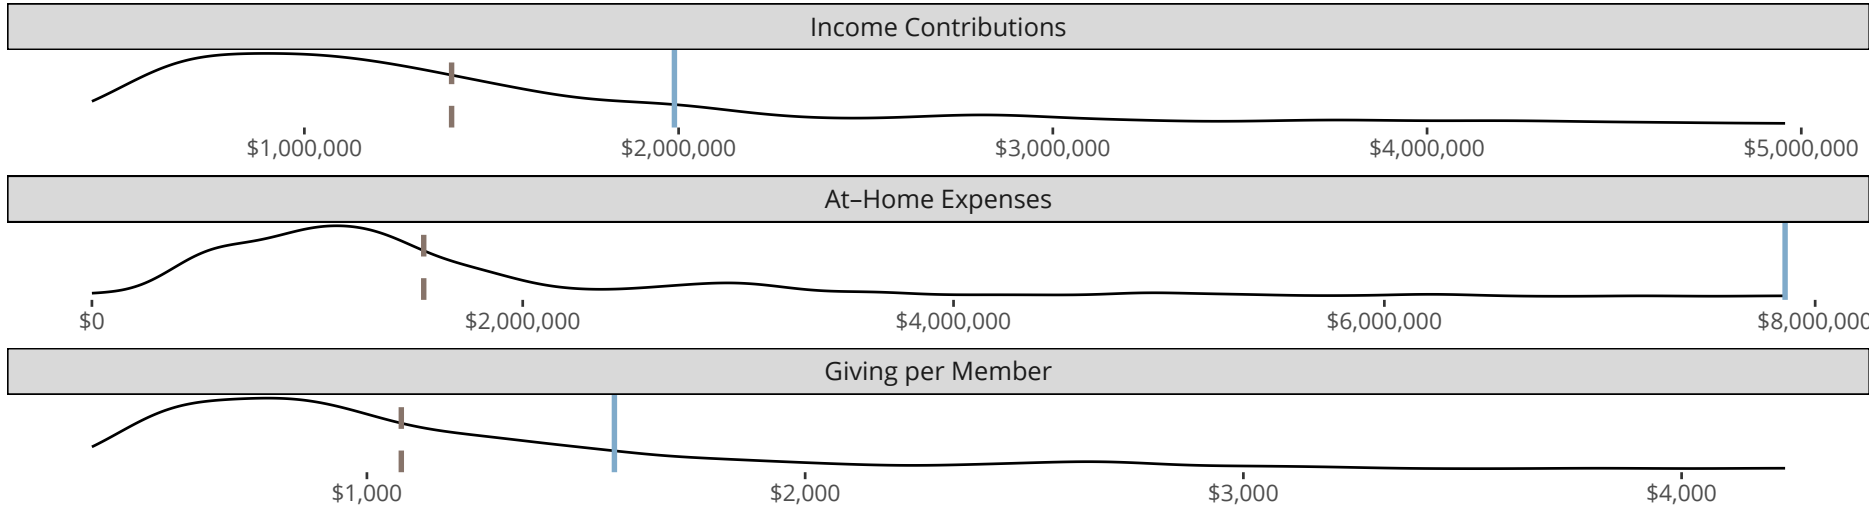 Income Contributions
$1,000,000 $2,000,000 $3,000,000 $4,000,000 $5,000,000
At–Home Expenses
$0 $2,000,000 $4,000,000 $6,000,000 $8,000,000
Giving per Member
$1,000 $2,000 $3,000 $4,000